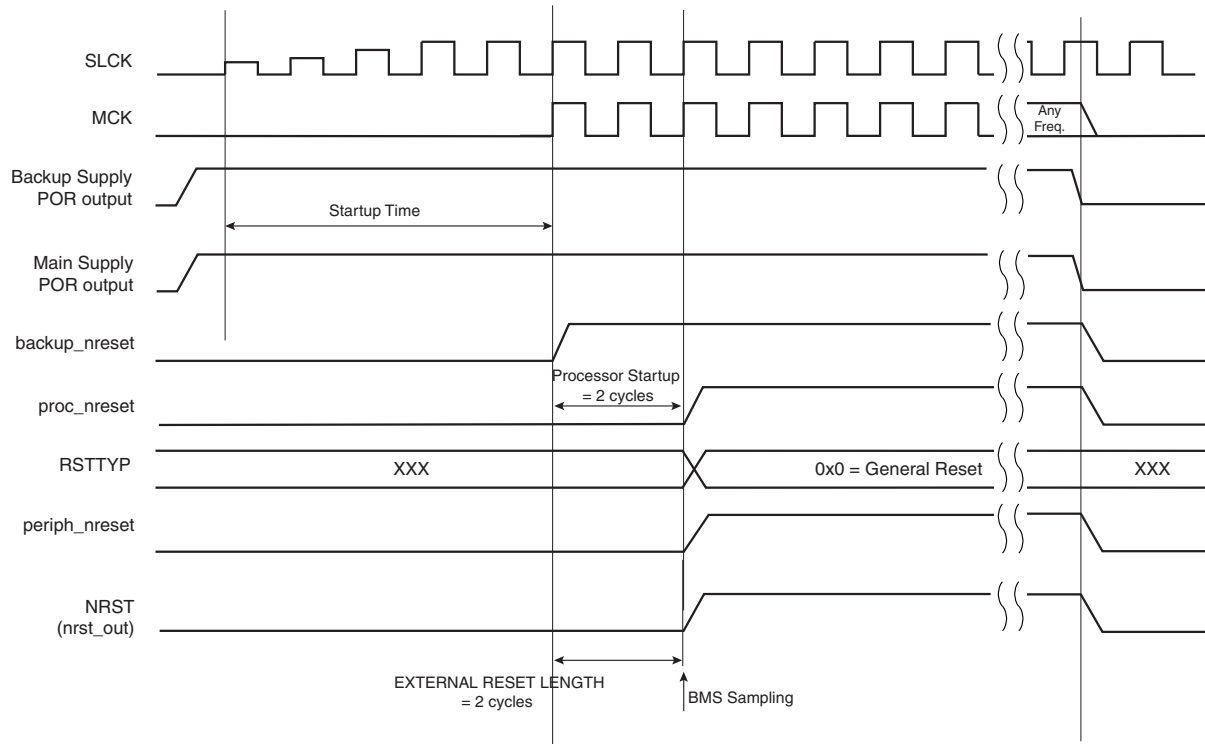 SLCK
MCK
Any
Freq.
Backup Supply
POR output
Startup Time
Main Supply
POR output
backup_nreset
Processor Startup
= 2 cycles
proc_nreset
RSTTYP
XXX
0x0 = General Reset
XXX
periph_nreset
NRST
(nrst_out)
EXTERNAL RESET LENGTH
= 2 cycles
BMS Sampling